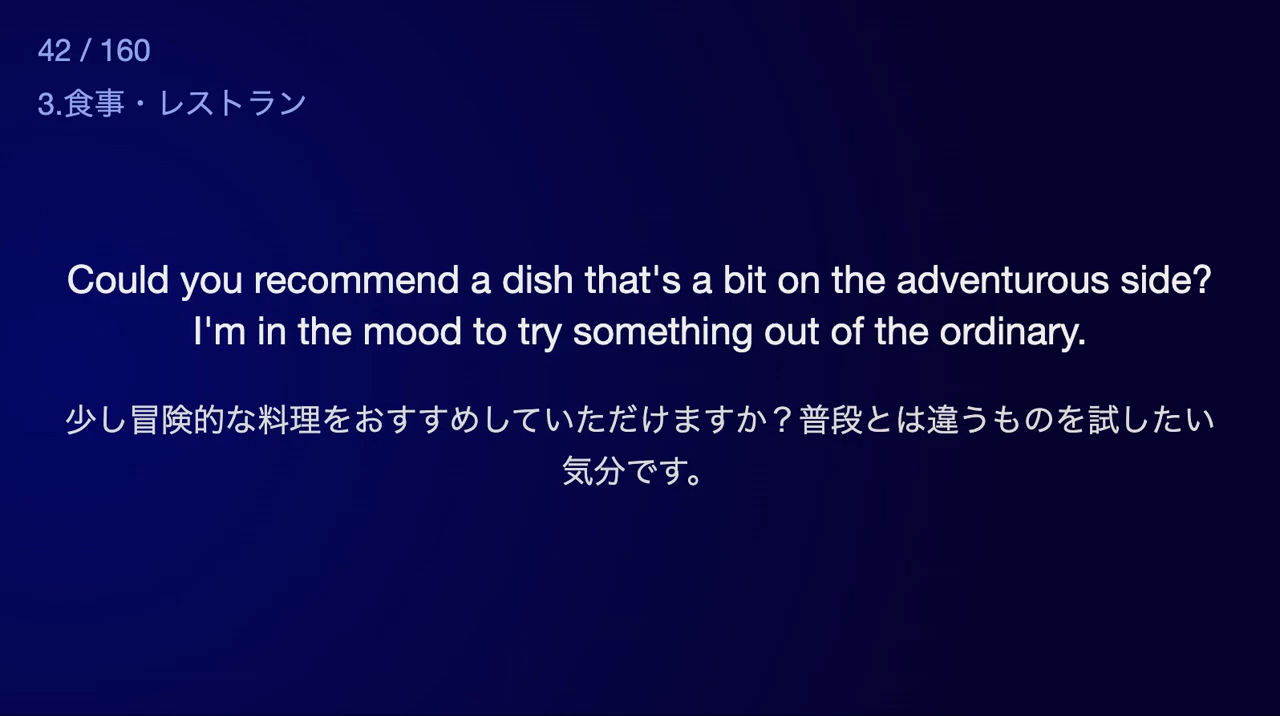 42 / 160
3.食事・レストラン
Could you recommend a dish that's a bit on the adventurous side?
I'm in the mood to try something out of the ordinary.
少し冒険的な料理をおすすめしていただけますか？普段とは違うものを試したい
気分です。